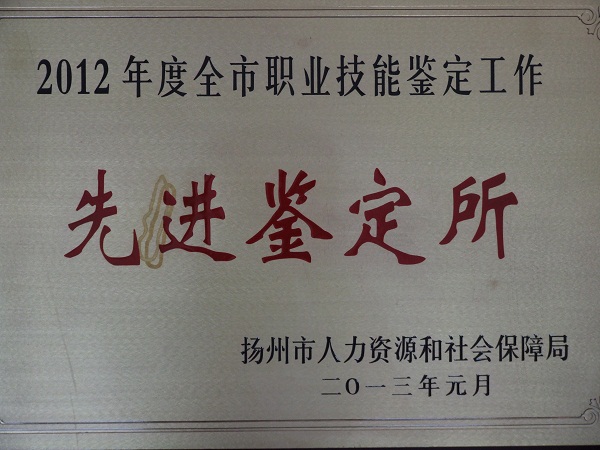 2012年度全市职业技能鉴定工作
先进鉴定所
扬州市人力资源和社会保障局
二〇一三年元月